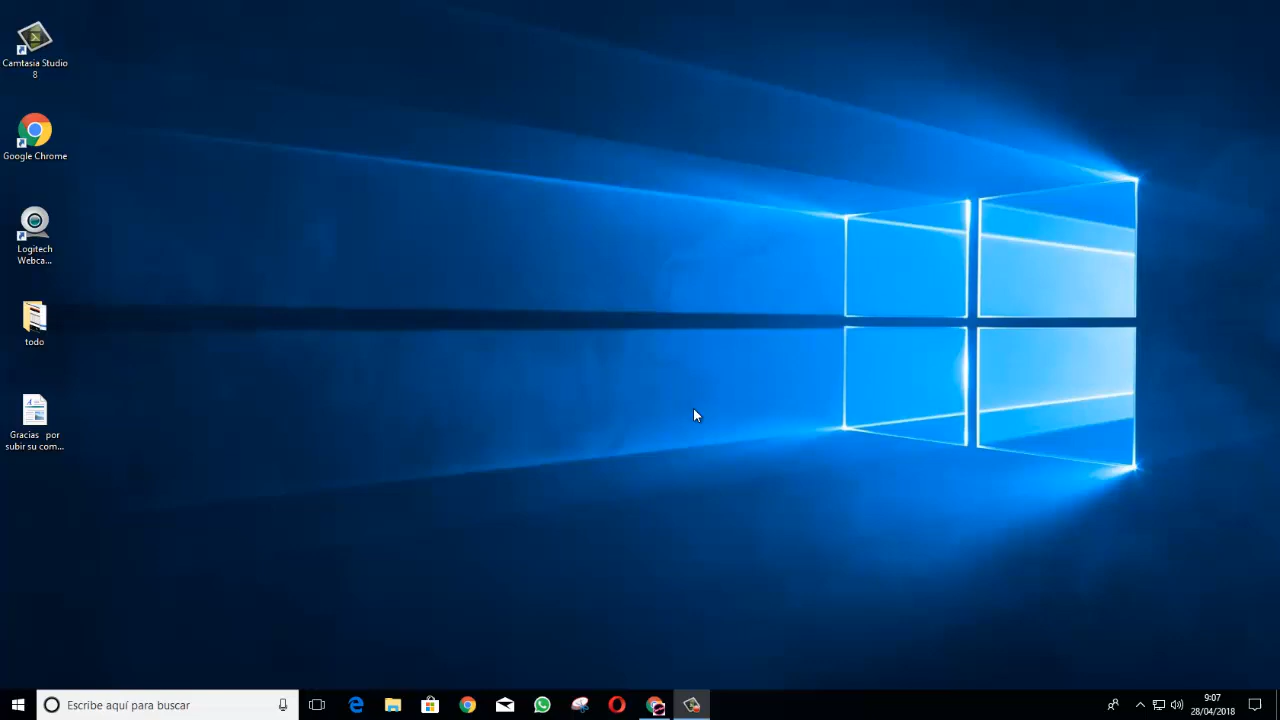 Camtasia Studio
8
Google Chrome
Logitech
Webca...
todo
Gracias por
subir su com...
Escribe aquí para buscar
9:07
28/04/2018